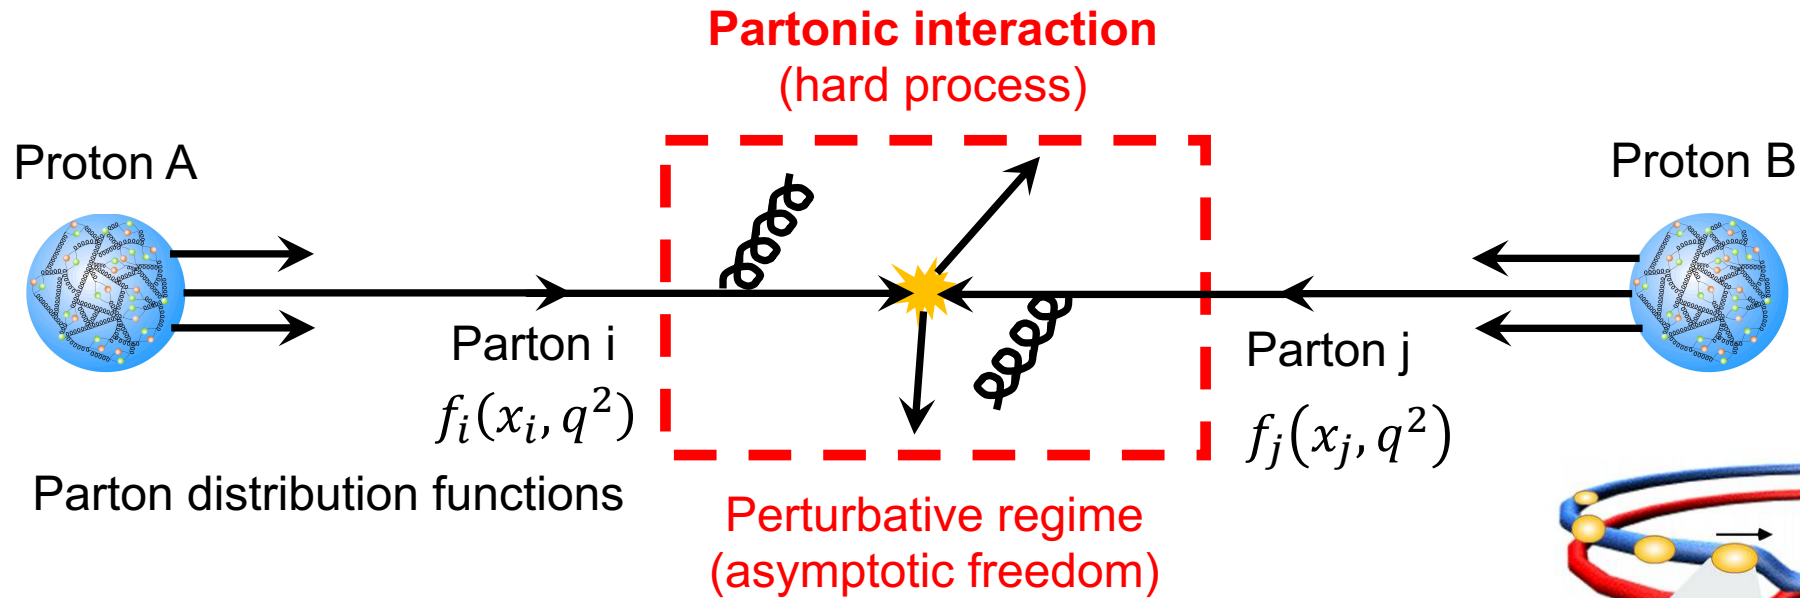 Partonic interaction
(hard process)
Proton A
Proton B
Parton i
Parton j
f_i(x_i, q^2)
f_j(x_j, q^2)
Parton distribution functions
Perturbative regime
(asymptotic freedom)